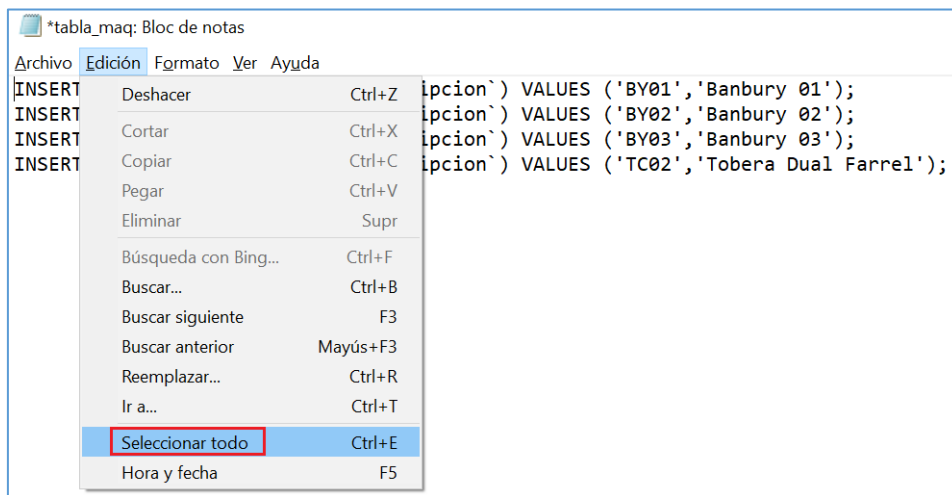 *tabla_maq: Bloc de notas
Archivo Edición Formato Ver Ayuda
INSERT ipcion`) VALUES ('BY01','Banbury 01');
INSERT ipcion`) VALUES ('BY02','Banbury 02');
INSERT ipcion`) VALUES ('BY03','Banbury 03');
INSERT ipcion`) VALUES ('TC02','Tobera Dual Farrel');
Deshacer Ctrl+Z
Cortar Ctrl+X
Copiar Ctrl+C
Pegar Ctrl+V
Eliminar Supr
Búsqueda con Bing... Ctrl+F
Buscar... Ctrl+B
Buscar siguiente F3
Buscar anterior Mayús+F3
Reemplazar... Ctrl+R
Ir a... Ctrl+T
Seleccionar todo Ctrl+E
Hora y fecha F5